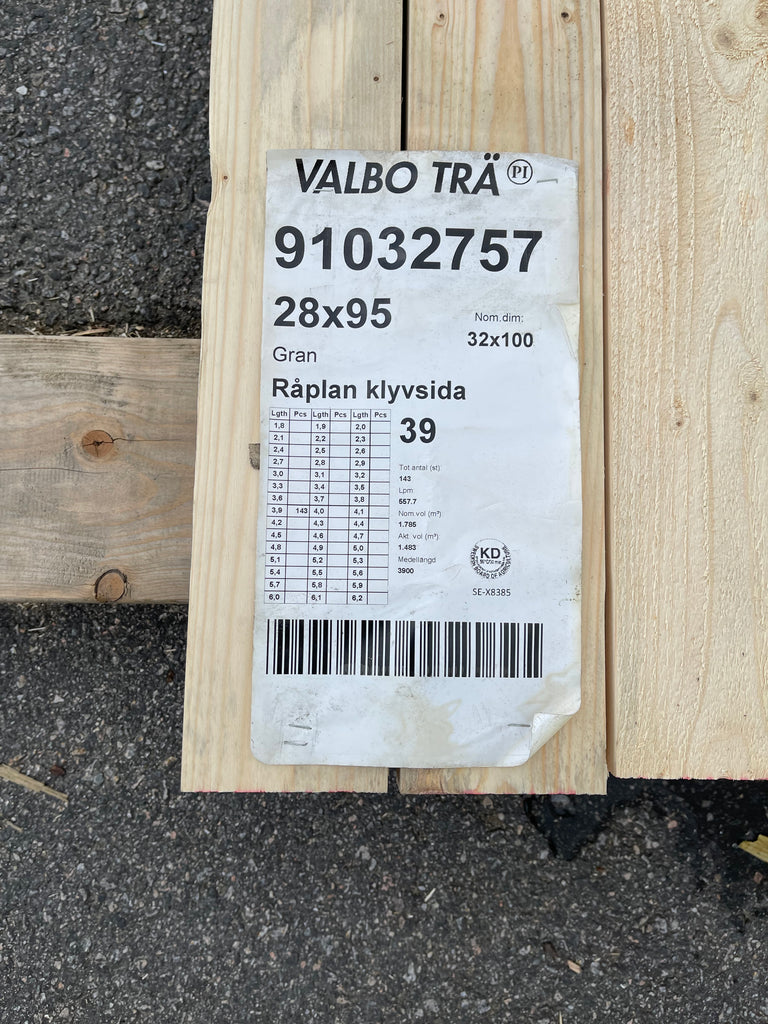 VALBO TRÄ PI
91032757
28x95
Nom.dim:
32x100
Gran
Råplan klyvsida
Lgth Pcs Lgth Pcs Lgth Pcs
1,8 1,9 2,0
2,1 2,2 2,3
2,4 2,5 2,6
2,7 2,8 2,9
3,0 3,1 3,2
3,3 3,4 3,5
3,6 3,7 3,8
3,9 143 4,0 4,1
4,2 4,3 4,4
4,5 4,6 4,7
4,8 4,9 5,0
5,1 5,2 5,3
5,4 5,5 5,6
5,7 5,8 5,9
6,0 6,1 6,2
39
Tot antal (st):
143
Lpm:
557.7
Nom.vol (m³):
1.785
Akt. vol (m³):
1.483
Medellängd
3900
KD
SE-X8385